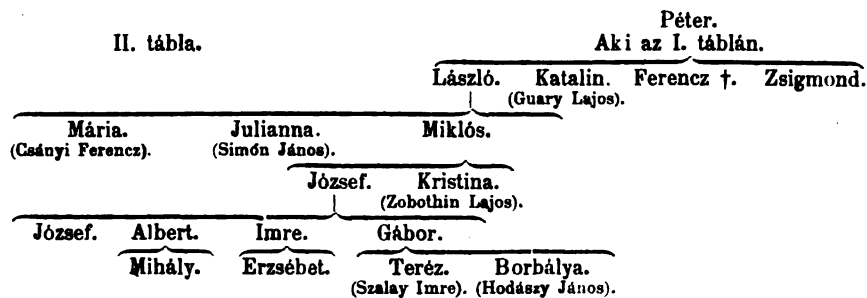 Péter.
II. tábla. Aki az I. táblán.
László. Katalin. Ferencz †. Zsigmond.
(Guary Lajos).
Mária. Julianna. Miklós.
(Csányi Ferencz). (Simón János).
József. Kristina.
(Zobothin Lajos).
József. Albert. Imre. Gábor.
Mihály. Erzsébet. Teréz. Borbálya.
(Szalay Imre). (Hodászy János).